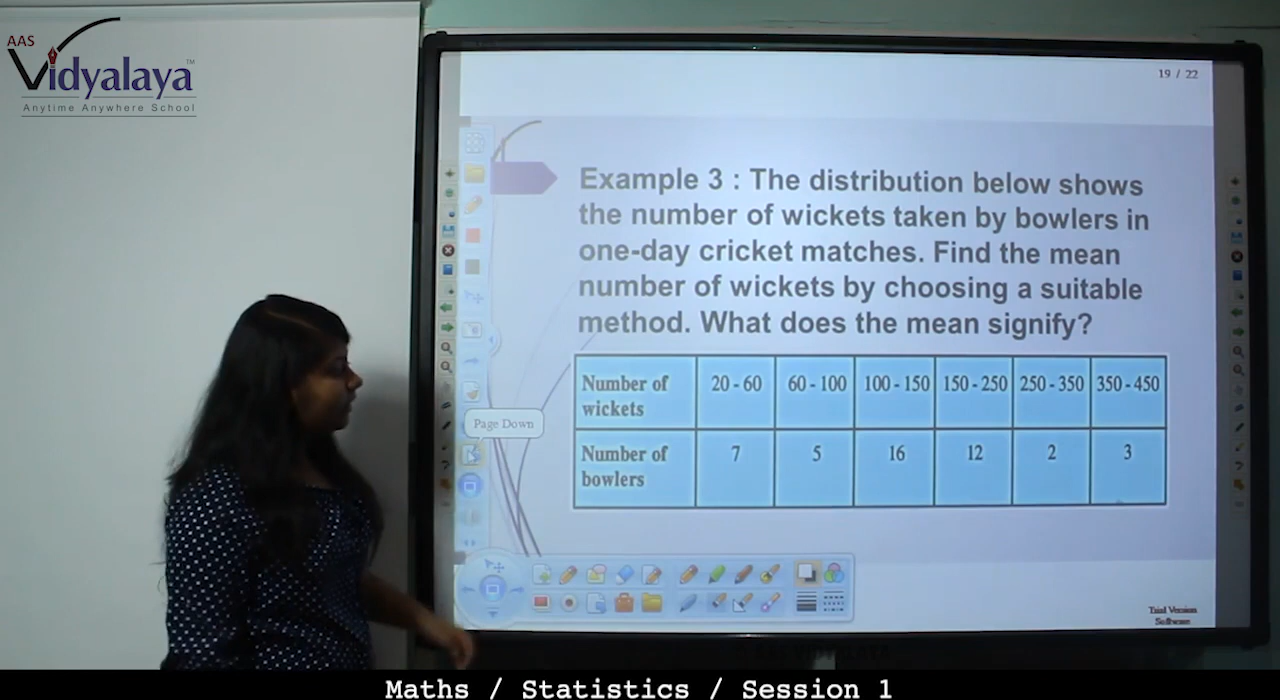 AAS
Vidyalaya TM
Anytime Anywhere School
19 / 22
Example 3 : The distribution below shows
the number of wickets taken by bowlers in
one-day cricket matches. Find the mean
number of wickets by choosing a suitable
method. What does the mean signify?
Number of wickets 20 - 60 60 - 100 100 - 150 150 - 250 250 - 350 350 - 450
Number of bowlers 7 5 16 12 2 3
Page Down
Trial Version
Software
Maths / Statistics / Session 1